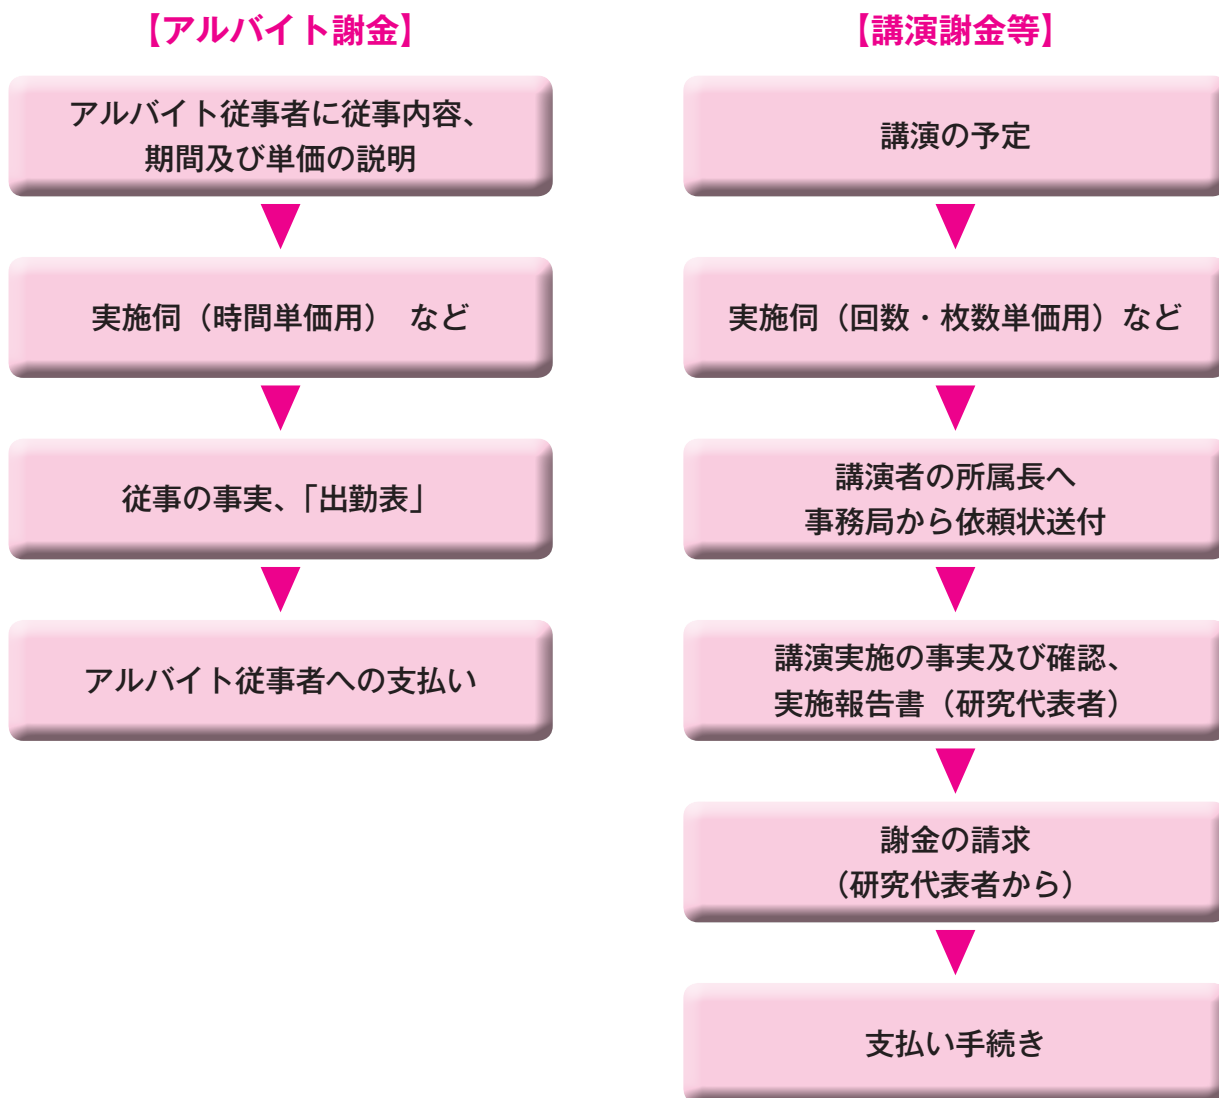 【アルバイト謝金】
アルバイト従事者に従事内容、
期間及び単価の説明
実施伺（時間単価用） など
従事の事実、「出勤表」
アルバイト従事者への支払い
【講演謝金等】
講演の予定
実施伺（回数・枚数単価用）など
講演者の所属長へ
事務局から依頼状送付
講演実施の事実及び確認、
実施報告書（研究代表者）
謝金の請求
（研究代表者から）
支払い手続き